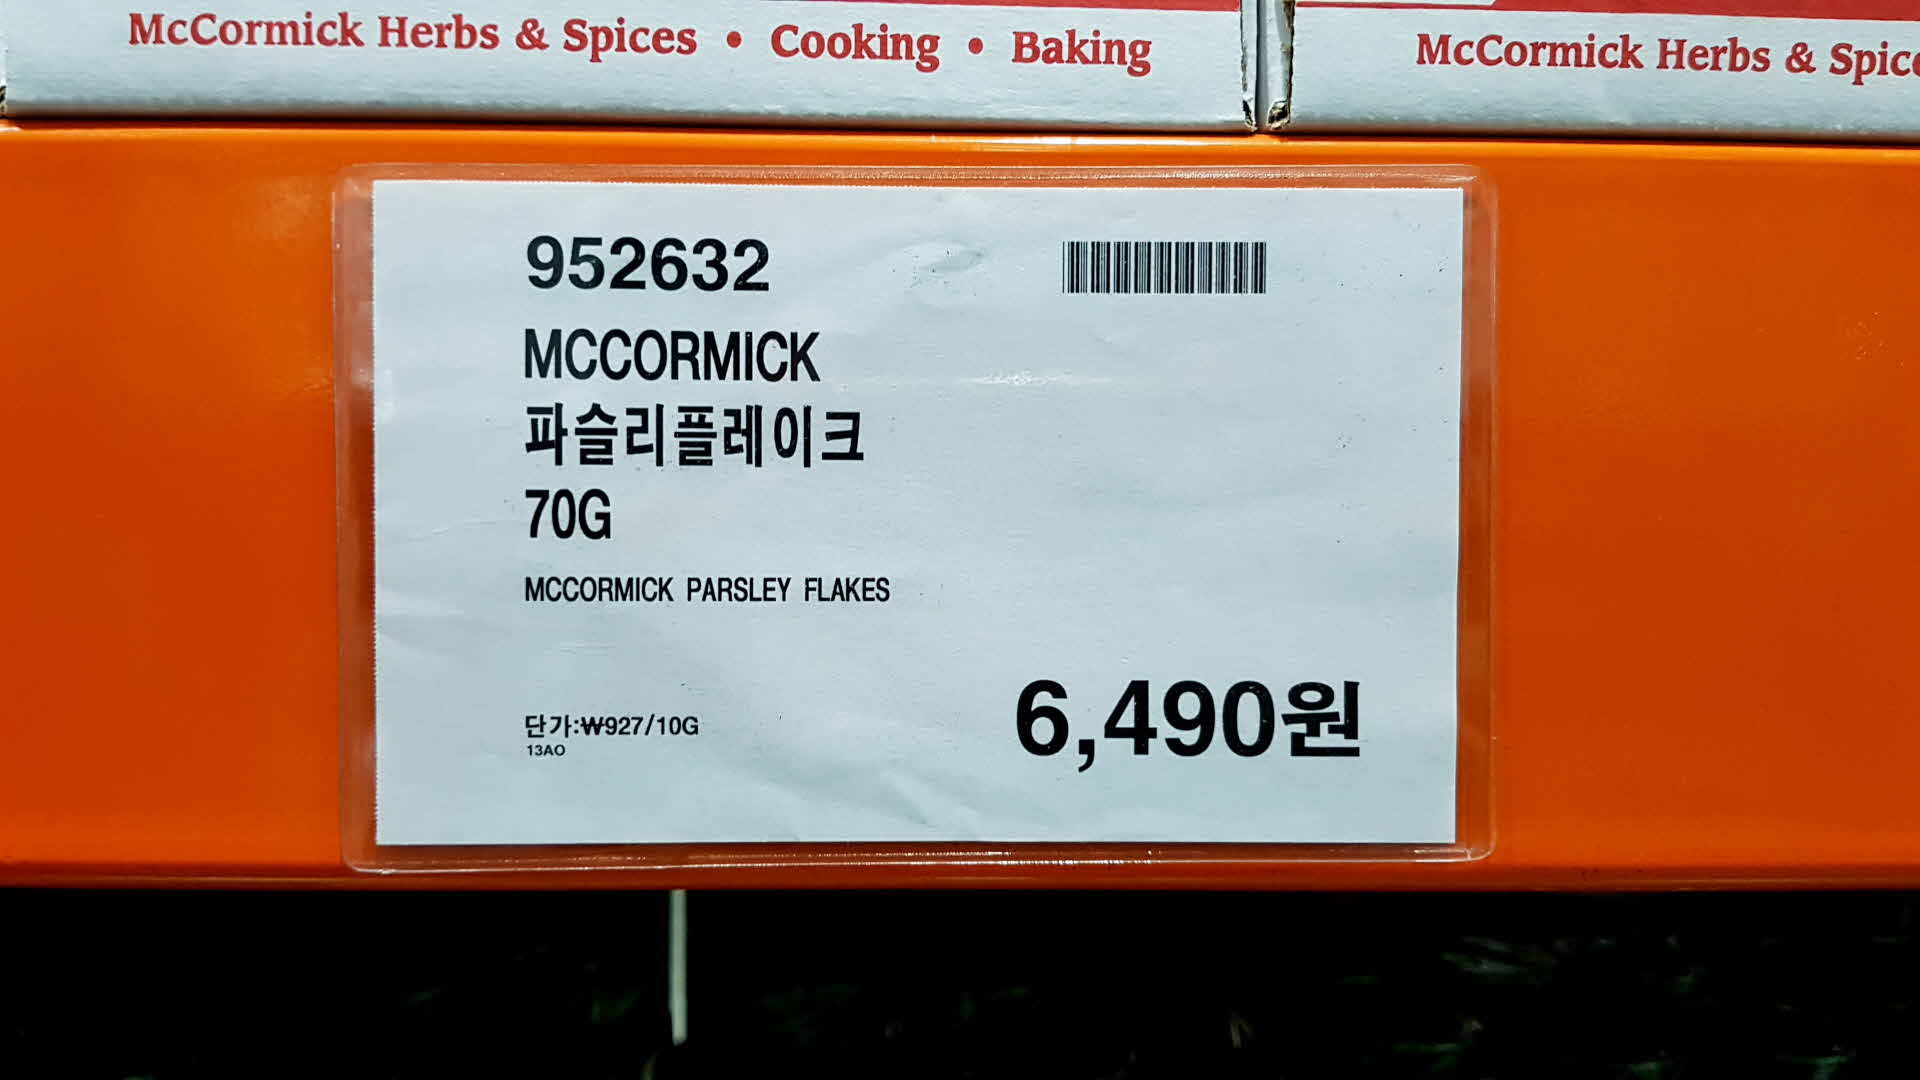 McCormick Herbs & Spices • Cooking • Baking
McCormick Herbs & Spice
952632
MCCORMICK
파슬리플레이크
70G
MCCORMICK PARSLEY FLAKES
단가:₩927/10G
13AO
6,490원